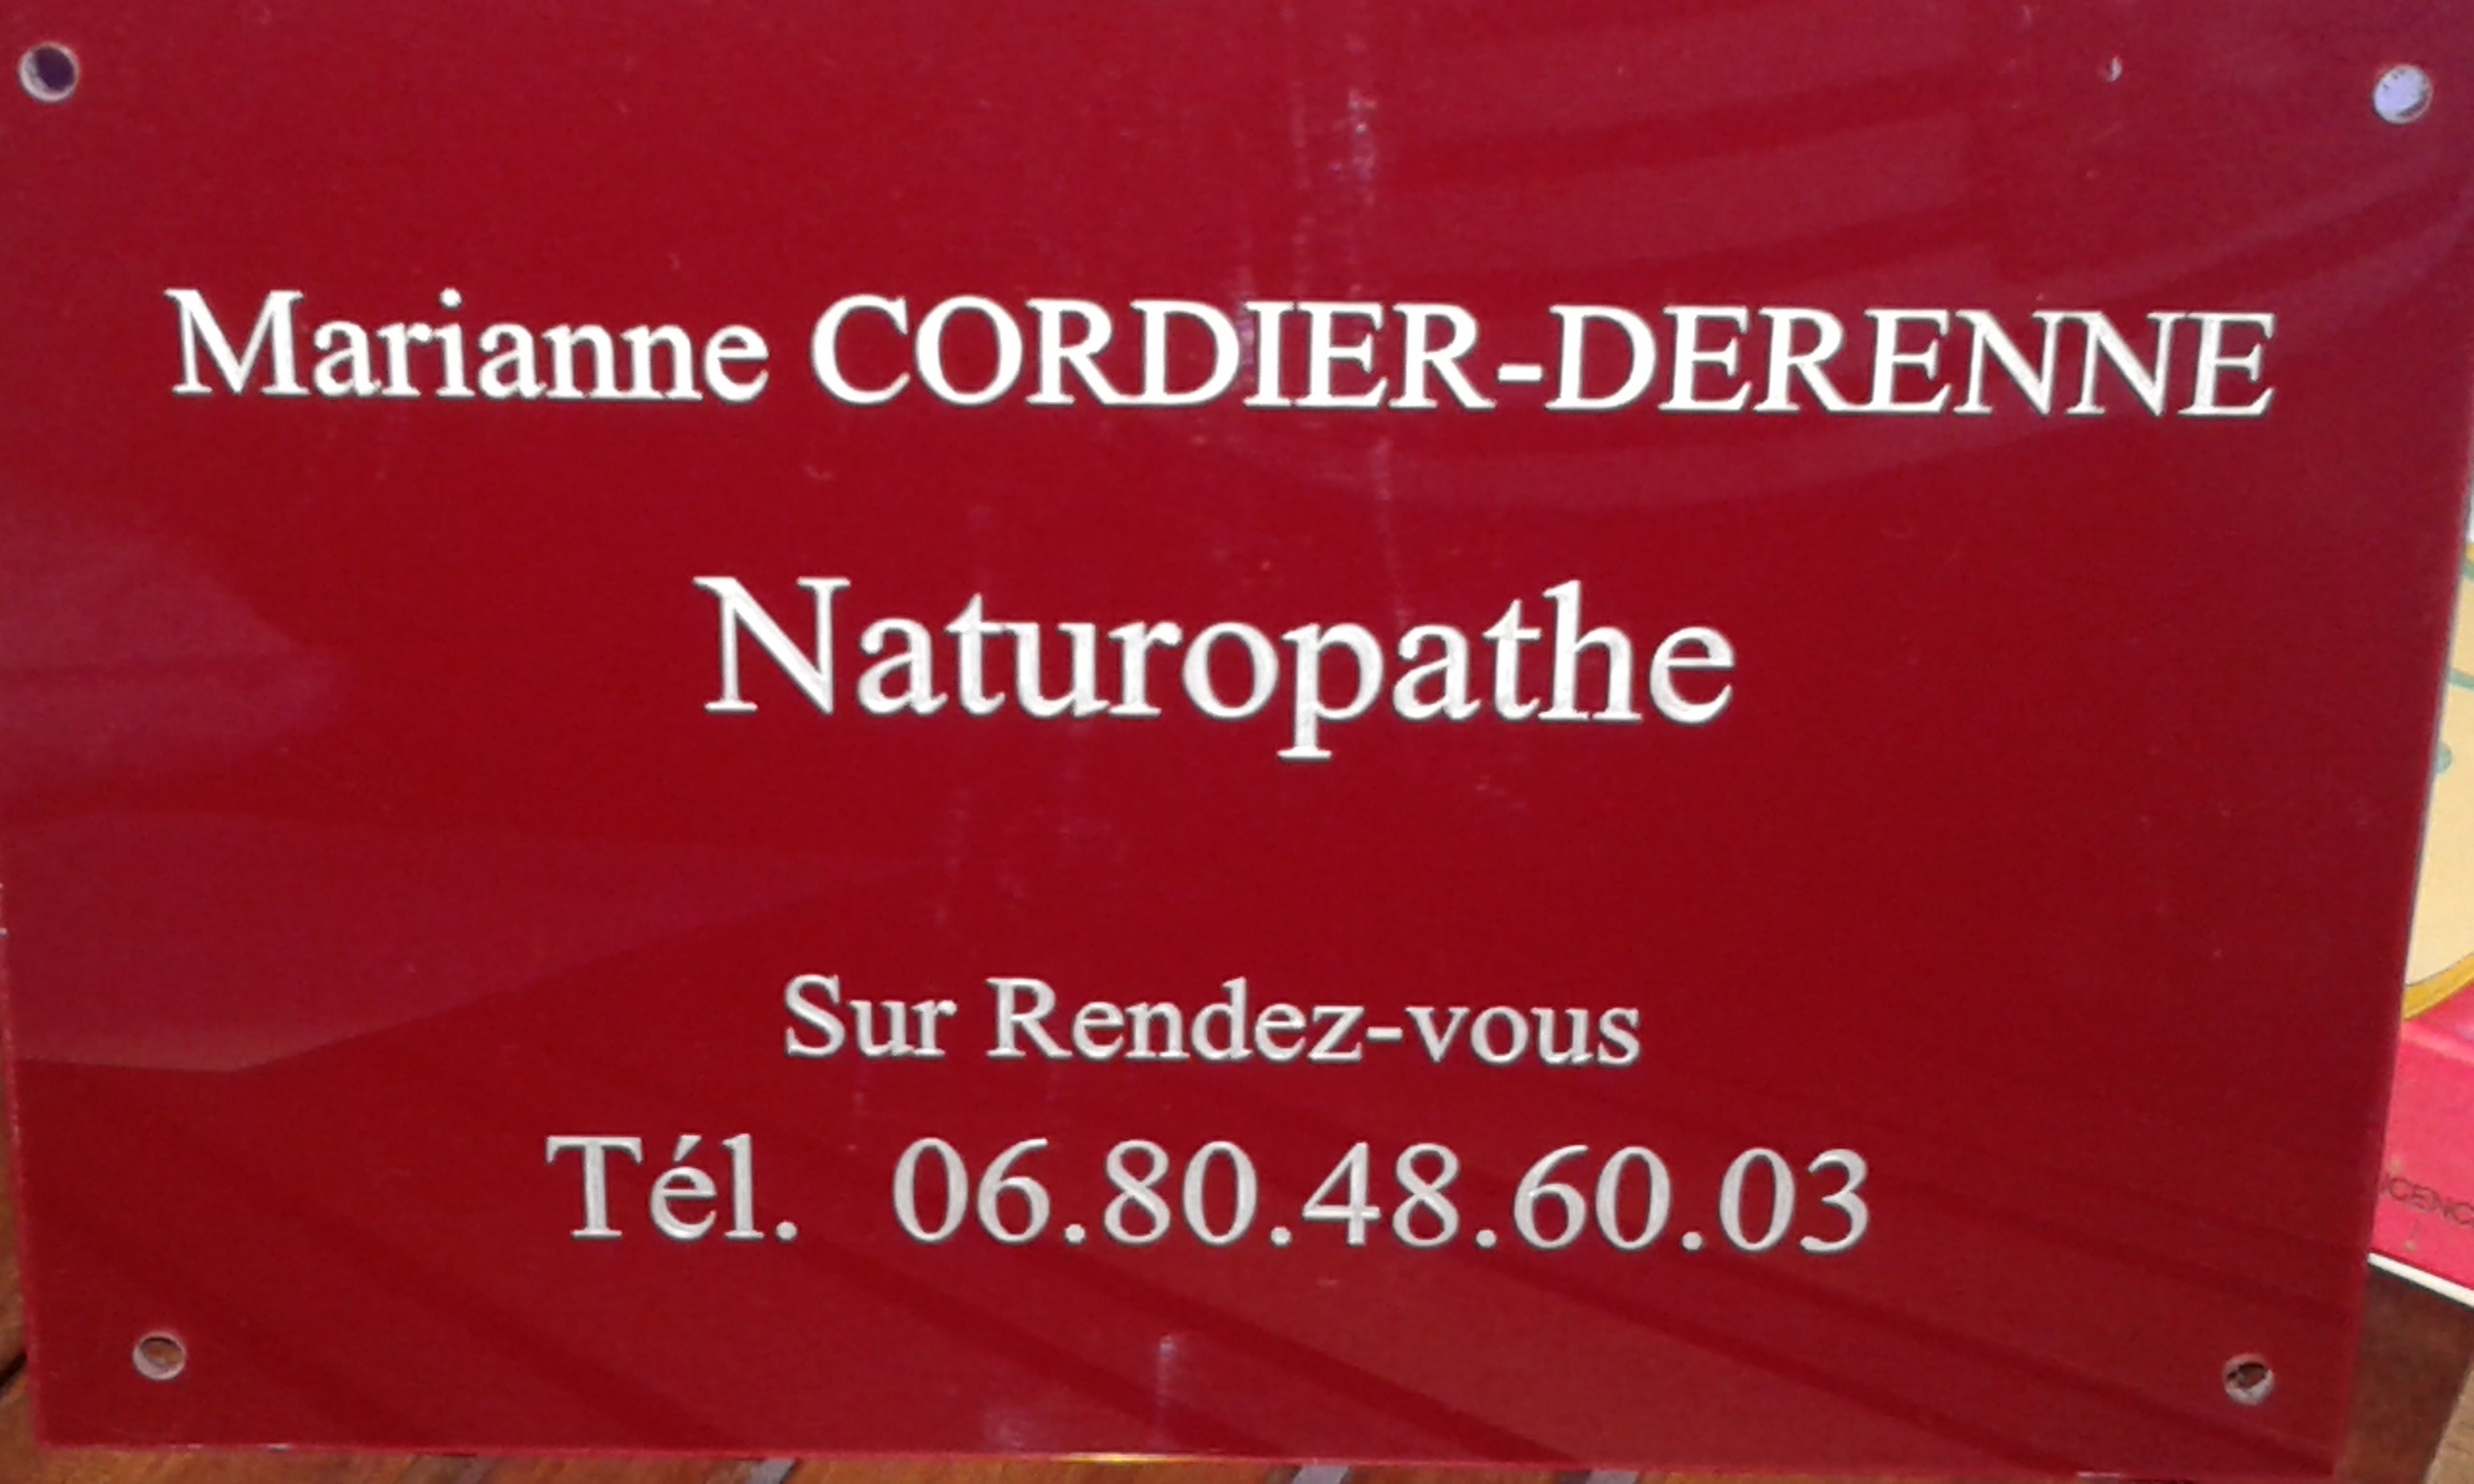 Marianne CORDIER-DERENNE
Naturopathe
Sur Rendez-vous
Tél. 06.80.48.60.03